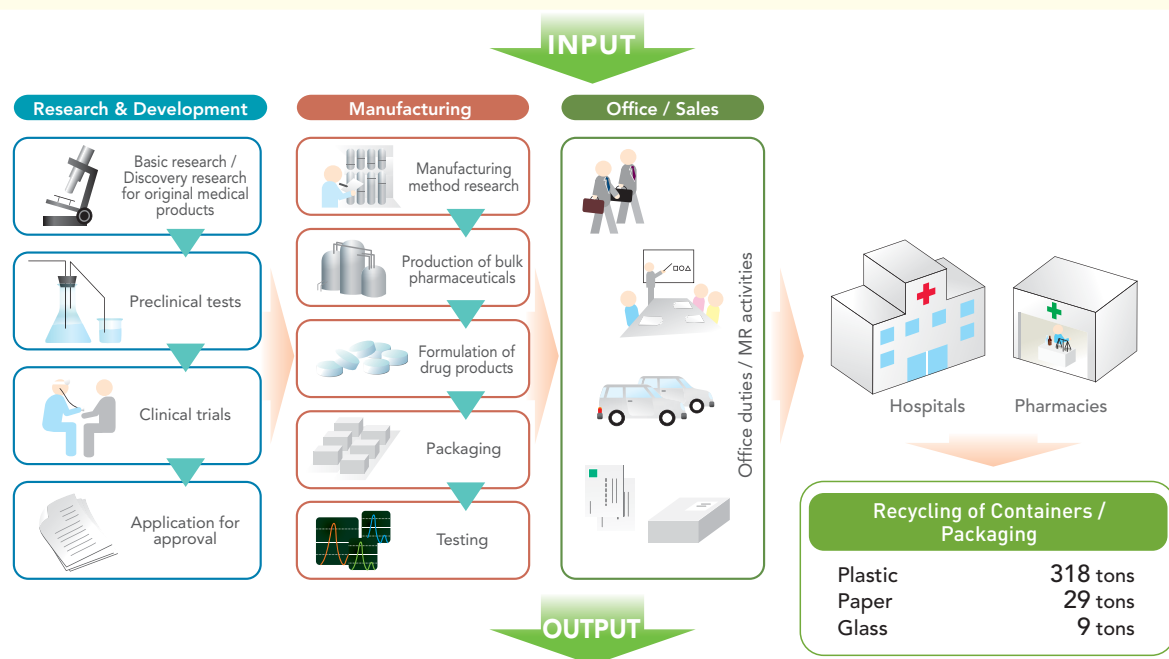 INPUT
Research & Development
Basic research /
Discovery research
for original medical
products
Preclinical tests
Clinical trials
Application for
approval
Manufacturing
Manufacturing
method research
Production of bulk
pharmaceuticals
Formulation of
drug products
Packaging
Testing
Office / Sales
Office duties / MR activities
Hospitals
Pharmacies
Recycling of Containers /
Packaging
Plastic 318 tons
Paper 29 tons
Glass 9 tons
OUTPUT